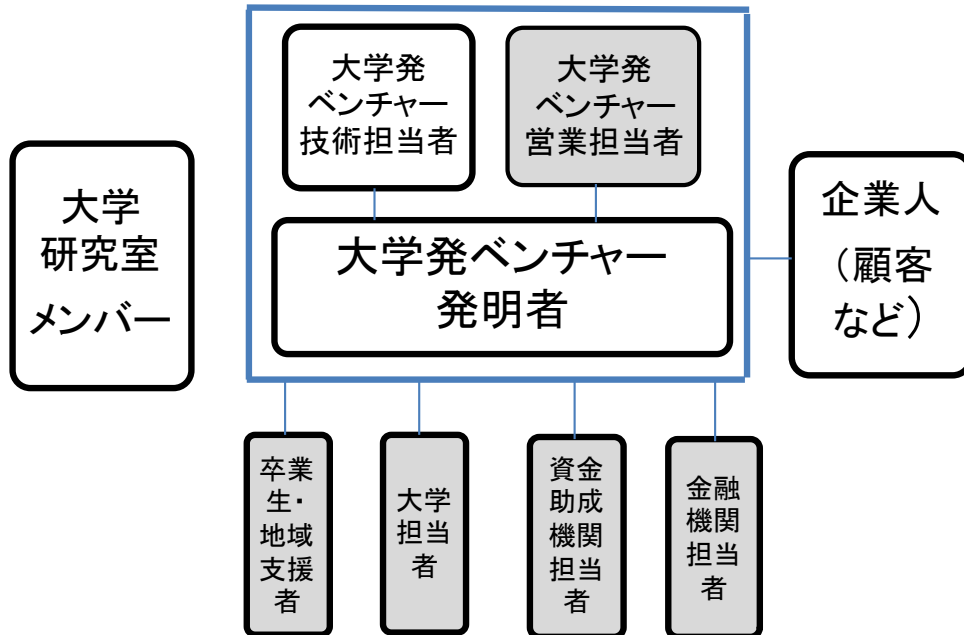 大学発
ベンチャー
技術担当者
大学発
ベンチャー
営業担当者
大学
研究室
メンバー
大学発ベンチャー
発明者
企業人
（顧客
など）
卒業
生・
地域
支援
者
大学
担当
者
資金
助成
機関
担当
者
金融
機関
担当
者